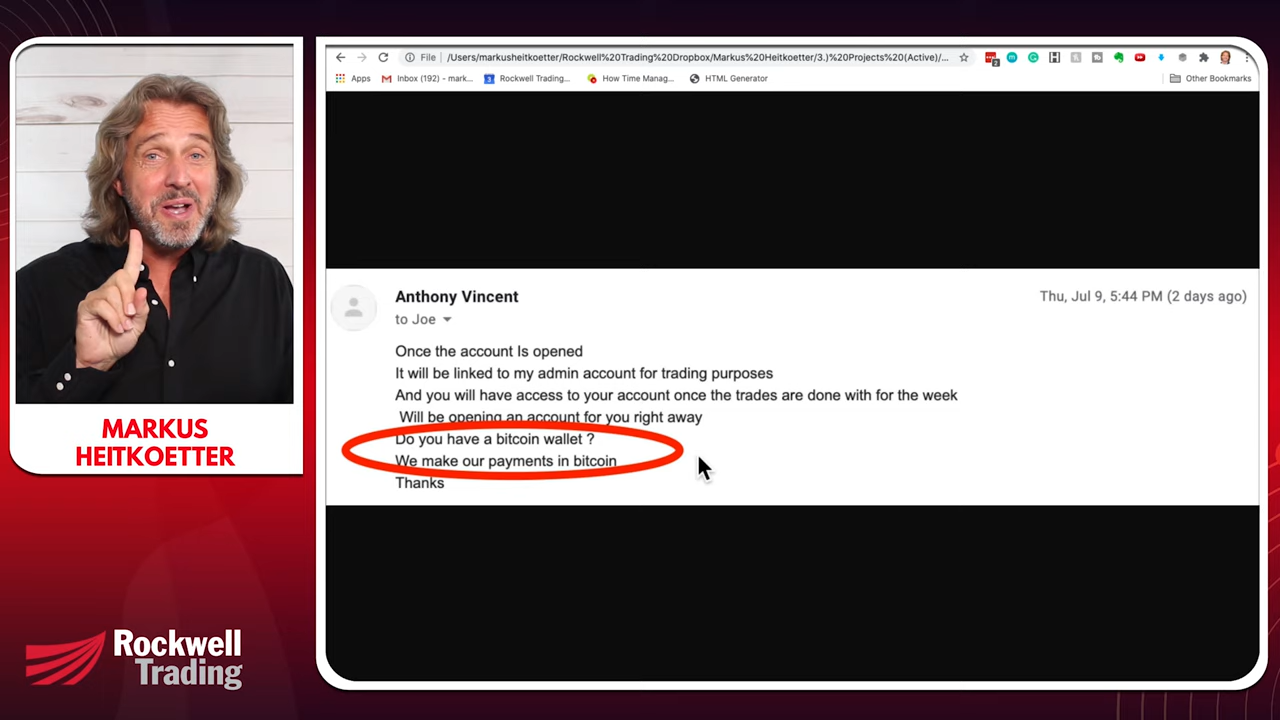 MARKUS
HEITKOETTER
Rockwell
Trading
File /Users/markusheitkoetter/Rockwell%20Trading%20Dropbox/Markus%20Heitkoetter/3.)%20Projects%20(Active)/...
Apps Inbox (192) - mark... Rockwell Trading... How Time Manag... HTML Generator Other Bookmarks
Anthony Vincent Thu, Jul 9, 5:44 PM (2 days ago)
to Joe
Once the account Is opened
It will be linked to my admin account for trading purposes
And you will have access to your account once the trades are done with for the week
Will be opening an account for you right away
Do you have a bitcoin wallet ?
We make our payments in bitcoin
Thanks